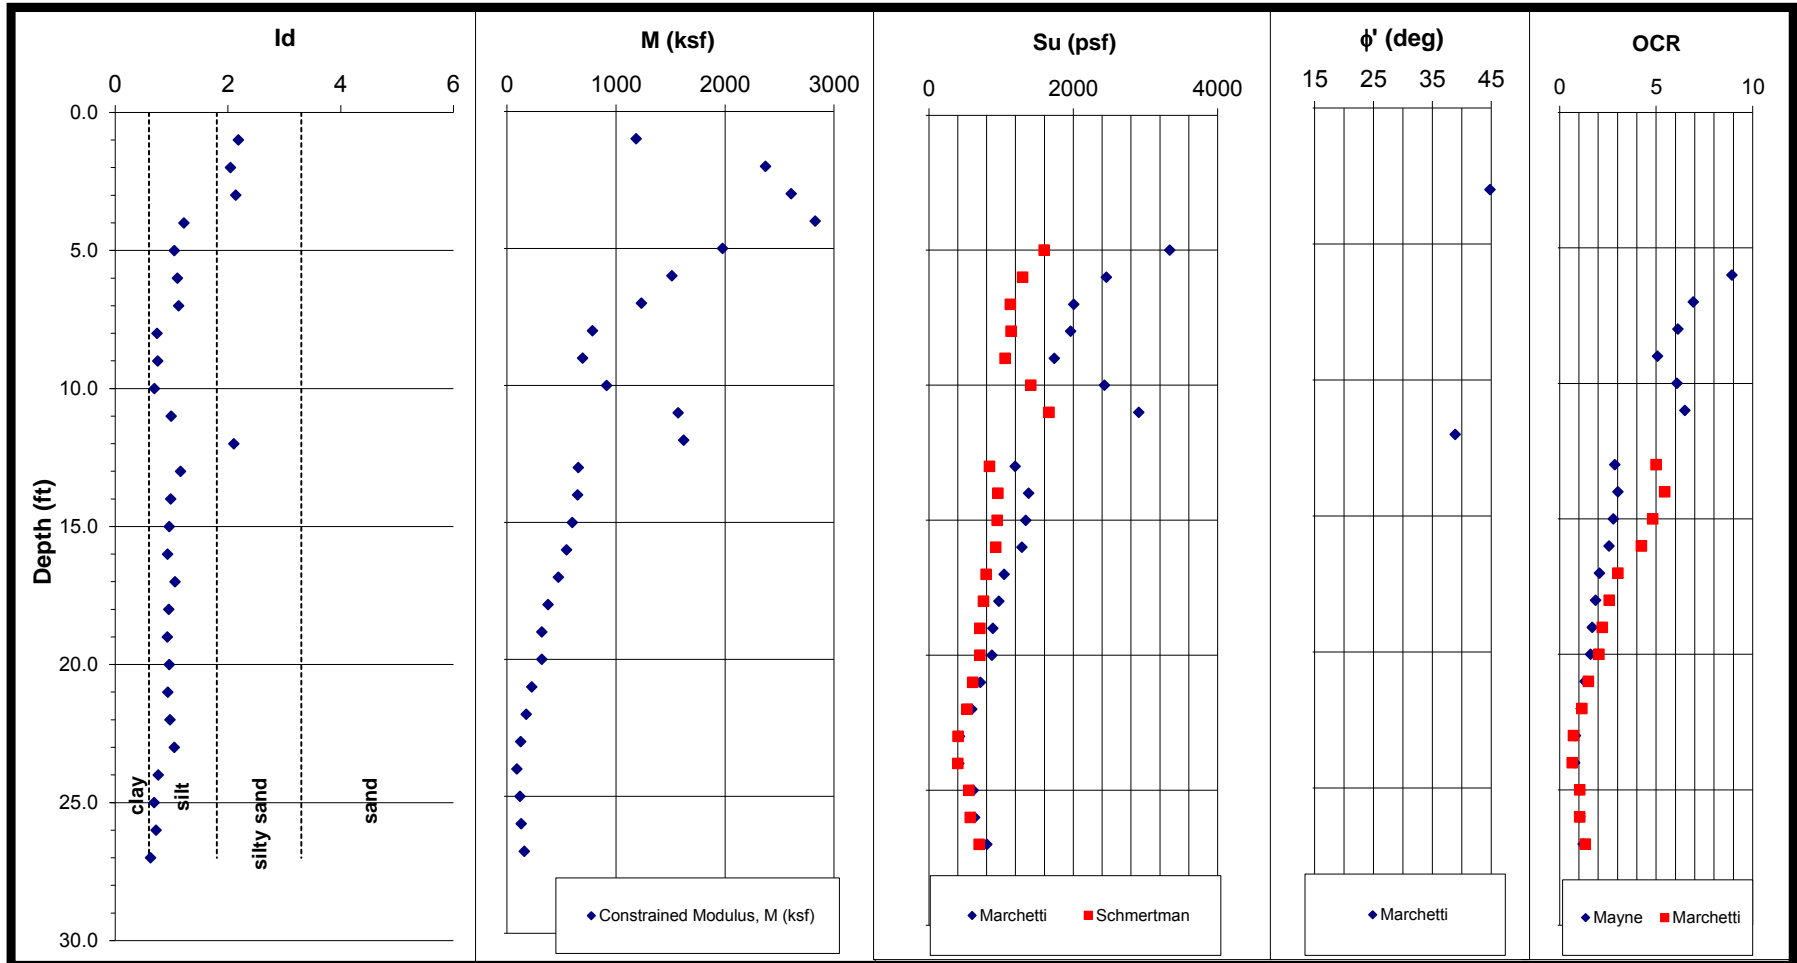 Id
M (ksf)
Su (psf)
ϕ' (deg)
OCR
0 2 4 6
0 1000 2000 3000
0 2000 4000
15 25 35 45
0 5 10
0.0
5.0
10.0
15.0
20.0
25.0
30.0
Depth (ft)
clay
silt
silty sand
sand
Constrained Modulus, M (ksf)
Marchetti Schmertman
Marchetti
Mayne Marchetti